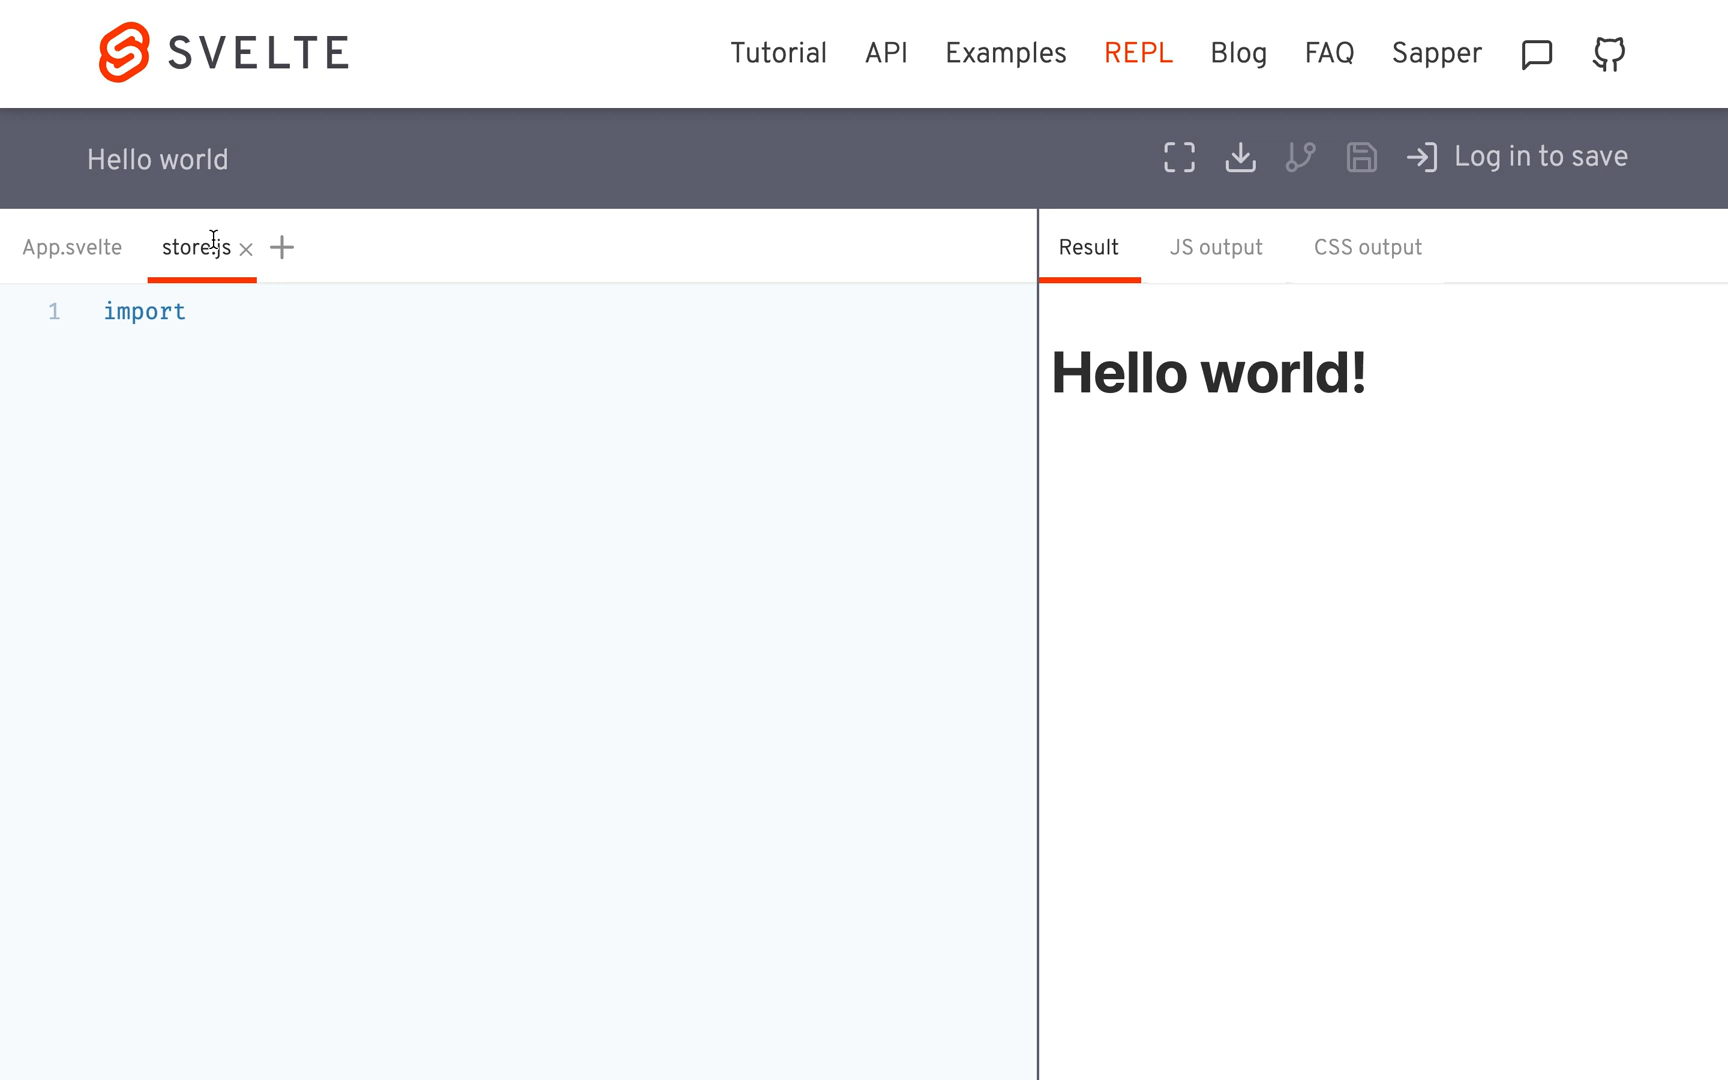 SVELTE Tutorial API Examples REPL Blog FAQ Sapper
Hello world Log in to save
App.svelte store.js Result JS output CSS output
1 import
Hello world!